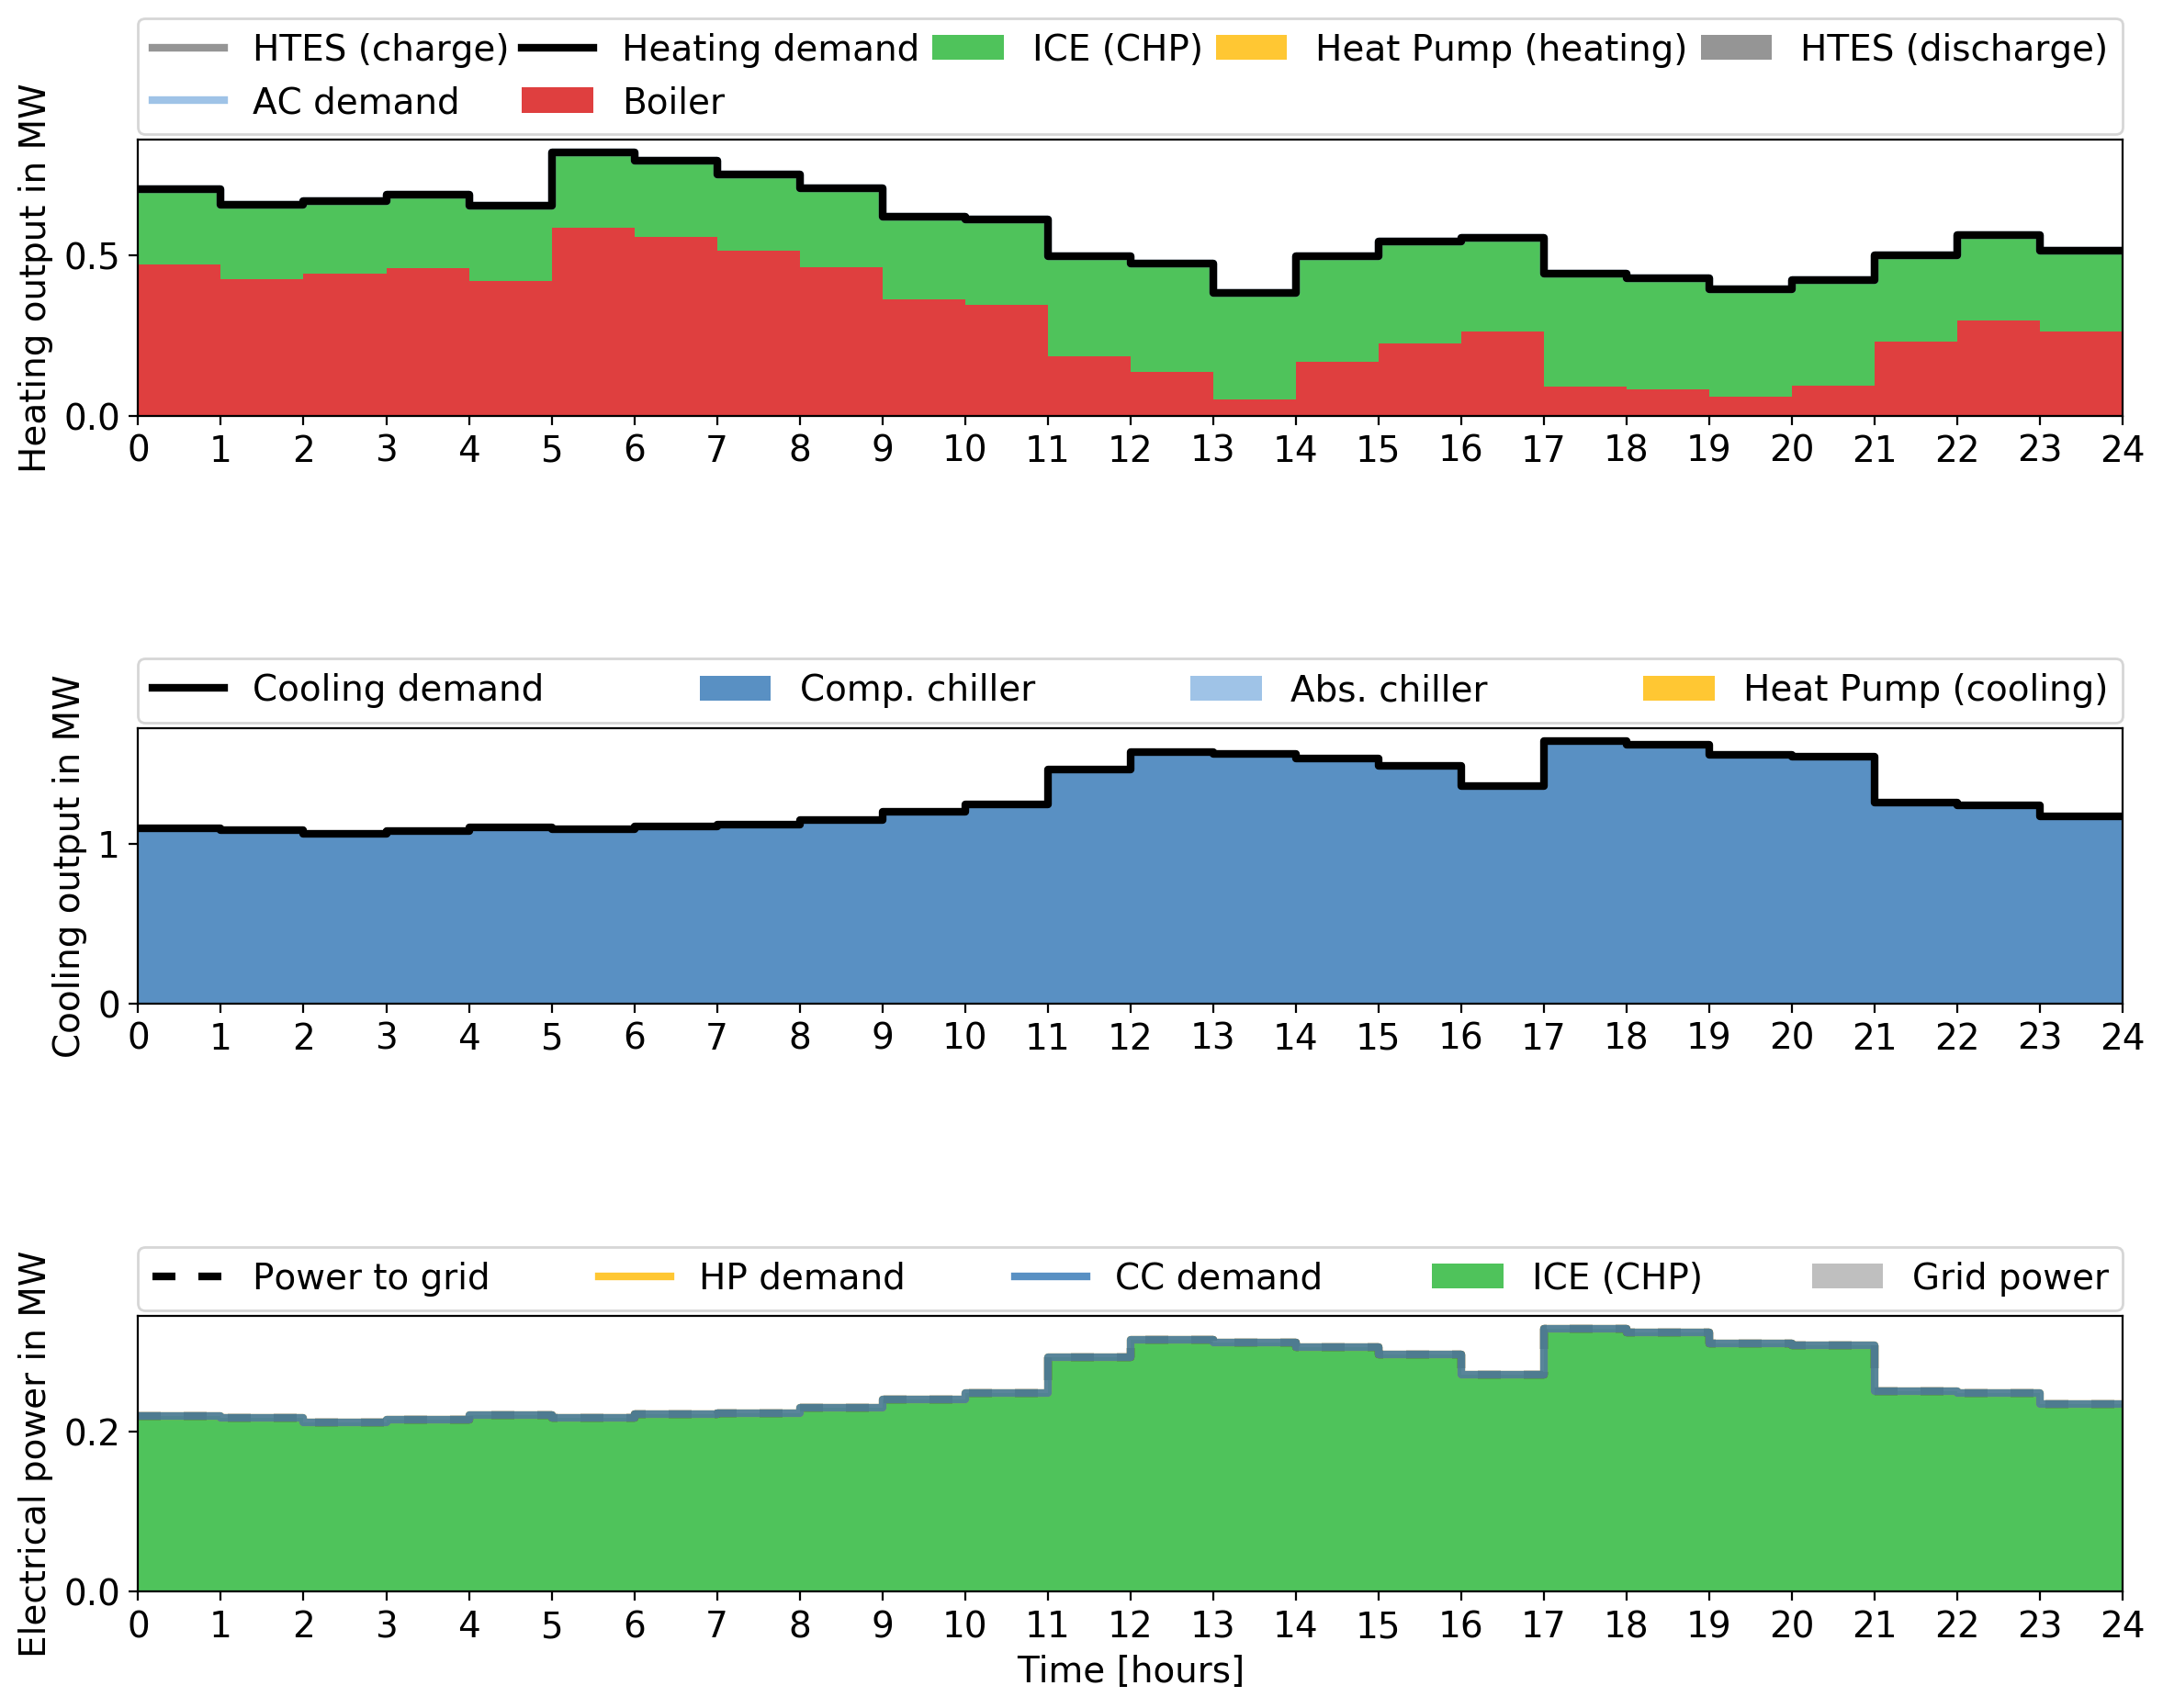 HTES (charge) Heating demand ICE (CHP) Heat Pump (heating) HTES (discharge)
AC demand Boiler
Heating output in MW
0.5
0.0
0 1 2 3 4 5 6 7 8 9 10 11 12 13 14 15 16 17 18 19 20 21 22 23 24
Cooling demand Comp. chiller Abs. chiller Heat Pump (cooling)
Cooling output in MW
1
0
0 1 2 3 4 5 6 7 8 9 10 11 12 13 14 15 16 17 18 19 20 21 22 23 24
Power to grid HP demand CC demand ICE (CHP) Grid power
Electrical power in MW
0.2
0.0
0 1 2 3 4 5 6 7 8 9 10 11 12 13 14 15 16 17 18 19 20 21 22 23 24
Time [hours]